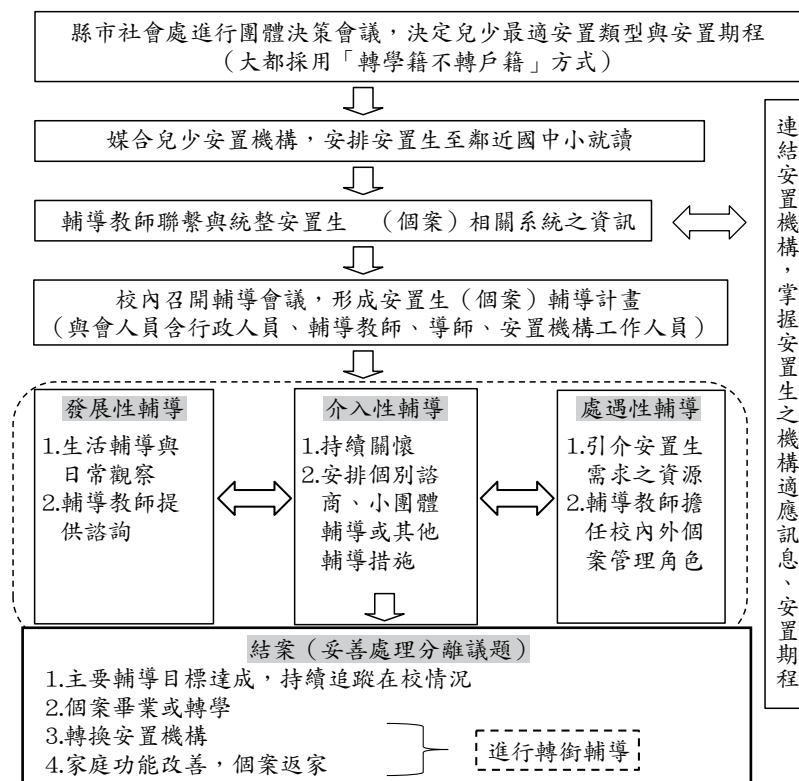 縣市社會處進行團體決策會議，決定兒少最適安置類型與安置期程
（大都採用「轉學籍不轉戶籍」方式）
媒合兒少安置機構，安排安置生至鄰近國中小就讀
輔導教師聯繫與統整安置生　（個案）相關系統之資訊
連結安置機構，掌握安置生之機構適應訊息、安置期程
校內召開輔導會議，形成安置生（個案）輔導計畫
（與會人員含行政人員、輔導教師、導師、安置機構工作人員）
發展性輔導
1.生活輔導與
日常觀察
2.輔導教師提
供諮詢
介入性輔導
1.持續關懷
2.安排個別諮
商、小團體
輔導或其他
輔導措施
處遇性輔導
1.引介安置生
需求之資源
2.輔導教師擔
任校內外個
案管理角色
結案（妥善處理分離議題）
1.主要輔導目標達成，持續追蹤在校情況
2.個案畢業或轉學
3.轉換安置機構
4.家庭功能改善，個案返家
進行轉銜輔導